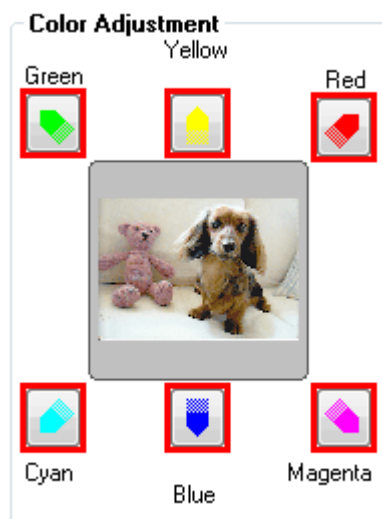 Color Adjustment
Yellow
Green
Red
Cyan
Magenta
Blue